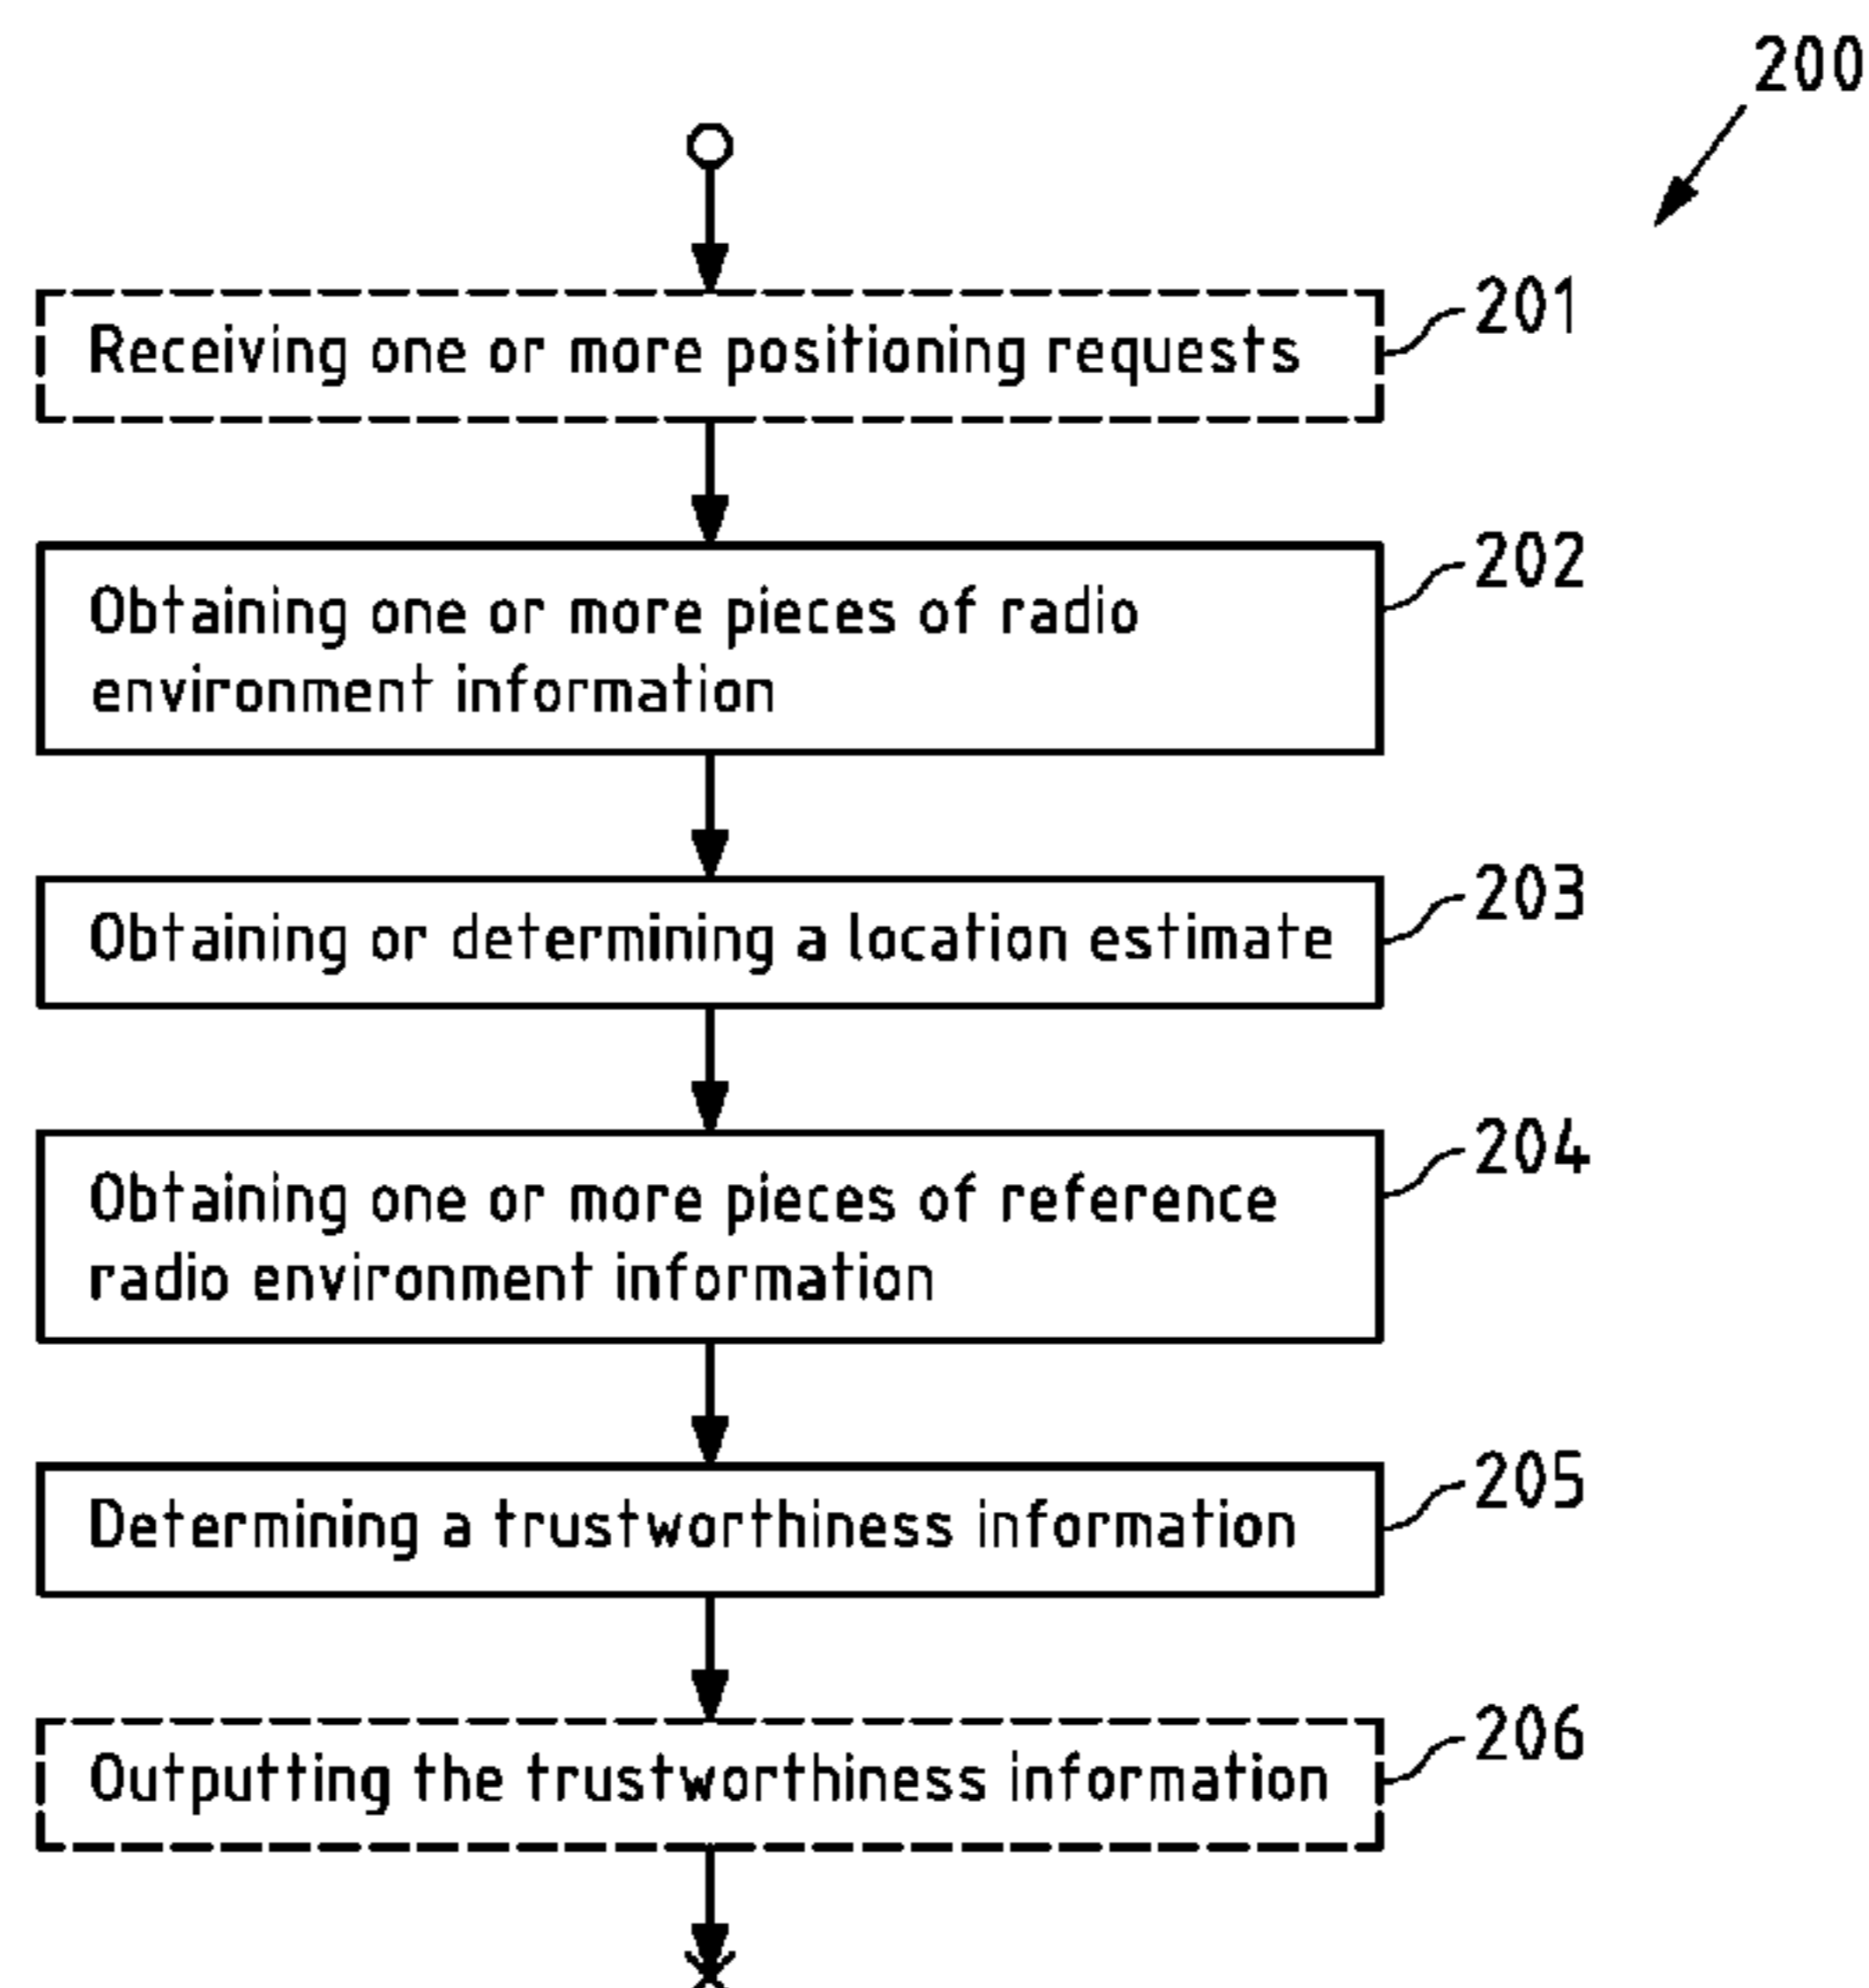 200
Receiving one or more positioning requests
201
Obtaining one or more pieces of radio
environment information
202
Obtaining or determining a location estimate
203
Obtaining one or more pieces of reference
radio environment information
204
Determining a trustworthiness information
205
Outputting the trustworthiness information
206